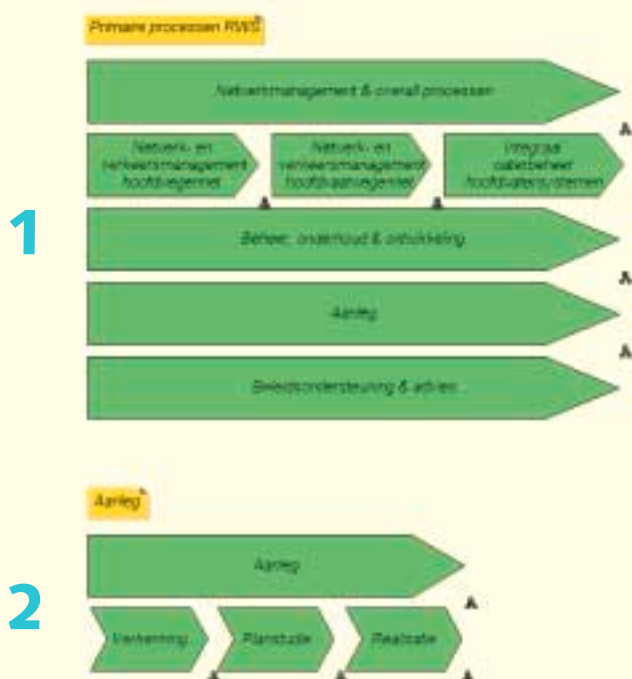 Primaire processen RWS
Netwerkmanagement & overall processen
Netwerk- en
verkeersmanagement
hoofdwegennet
Netwerk- en
verkeersmanagement
hoofdvaarwegennet
Integraal
waterbeheer
hoofdwatersystemen
1
Beheer, onderhoud & ontwikkeling
Aanleg
Beleidsondersteuning & advies
Aanleg
2
Aanleg
Verkenning
Planstudie
Realisatie